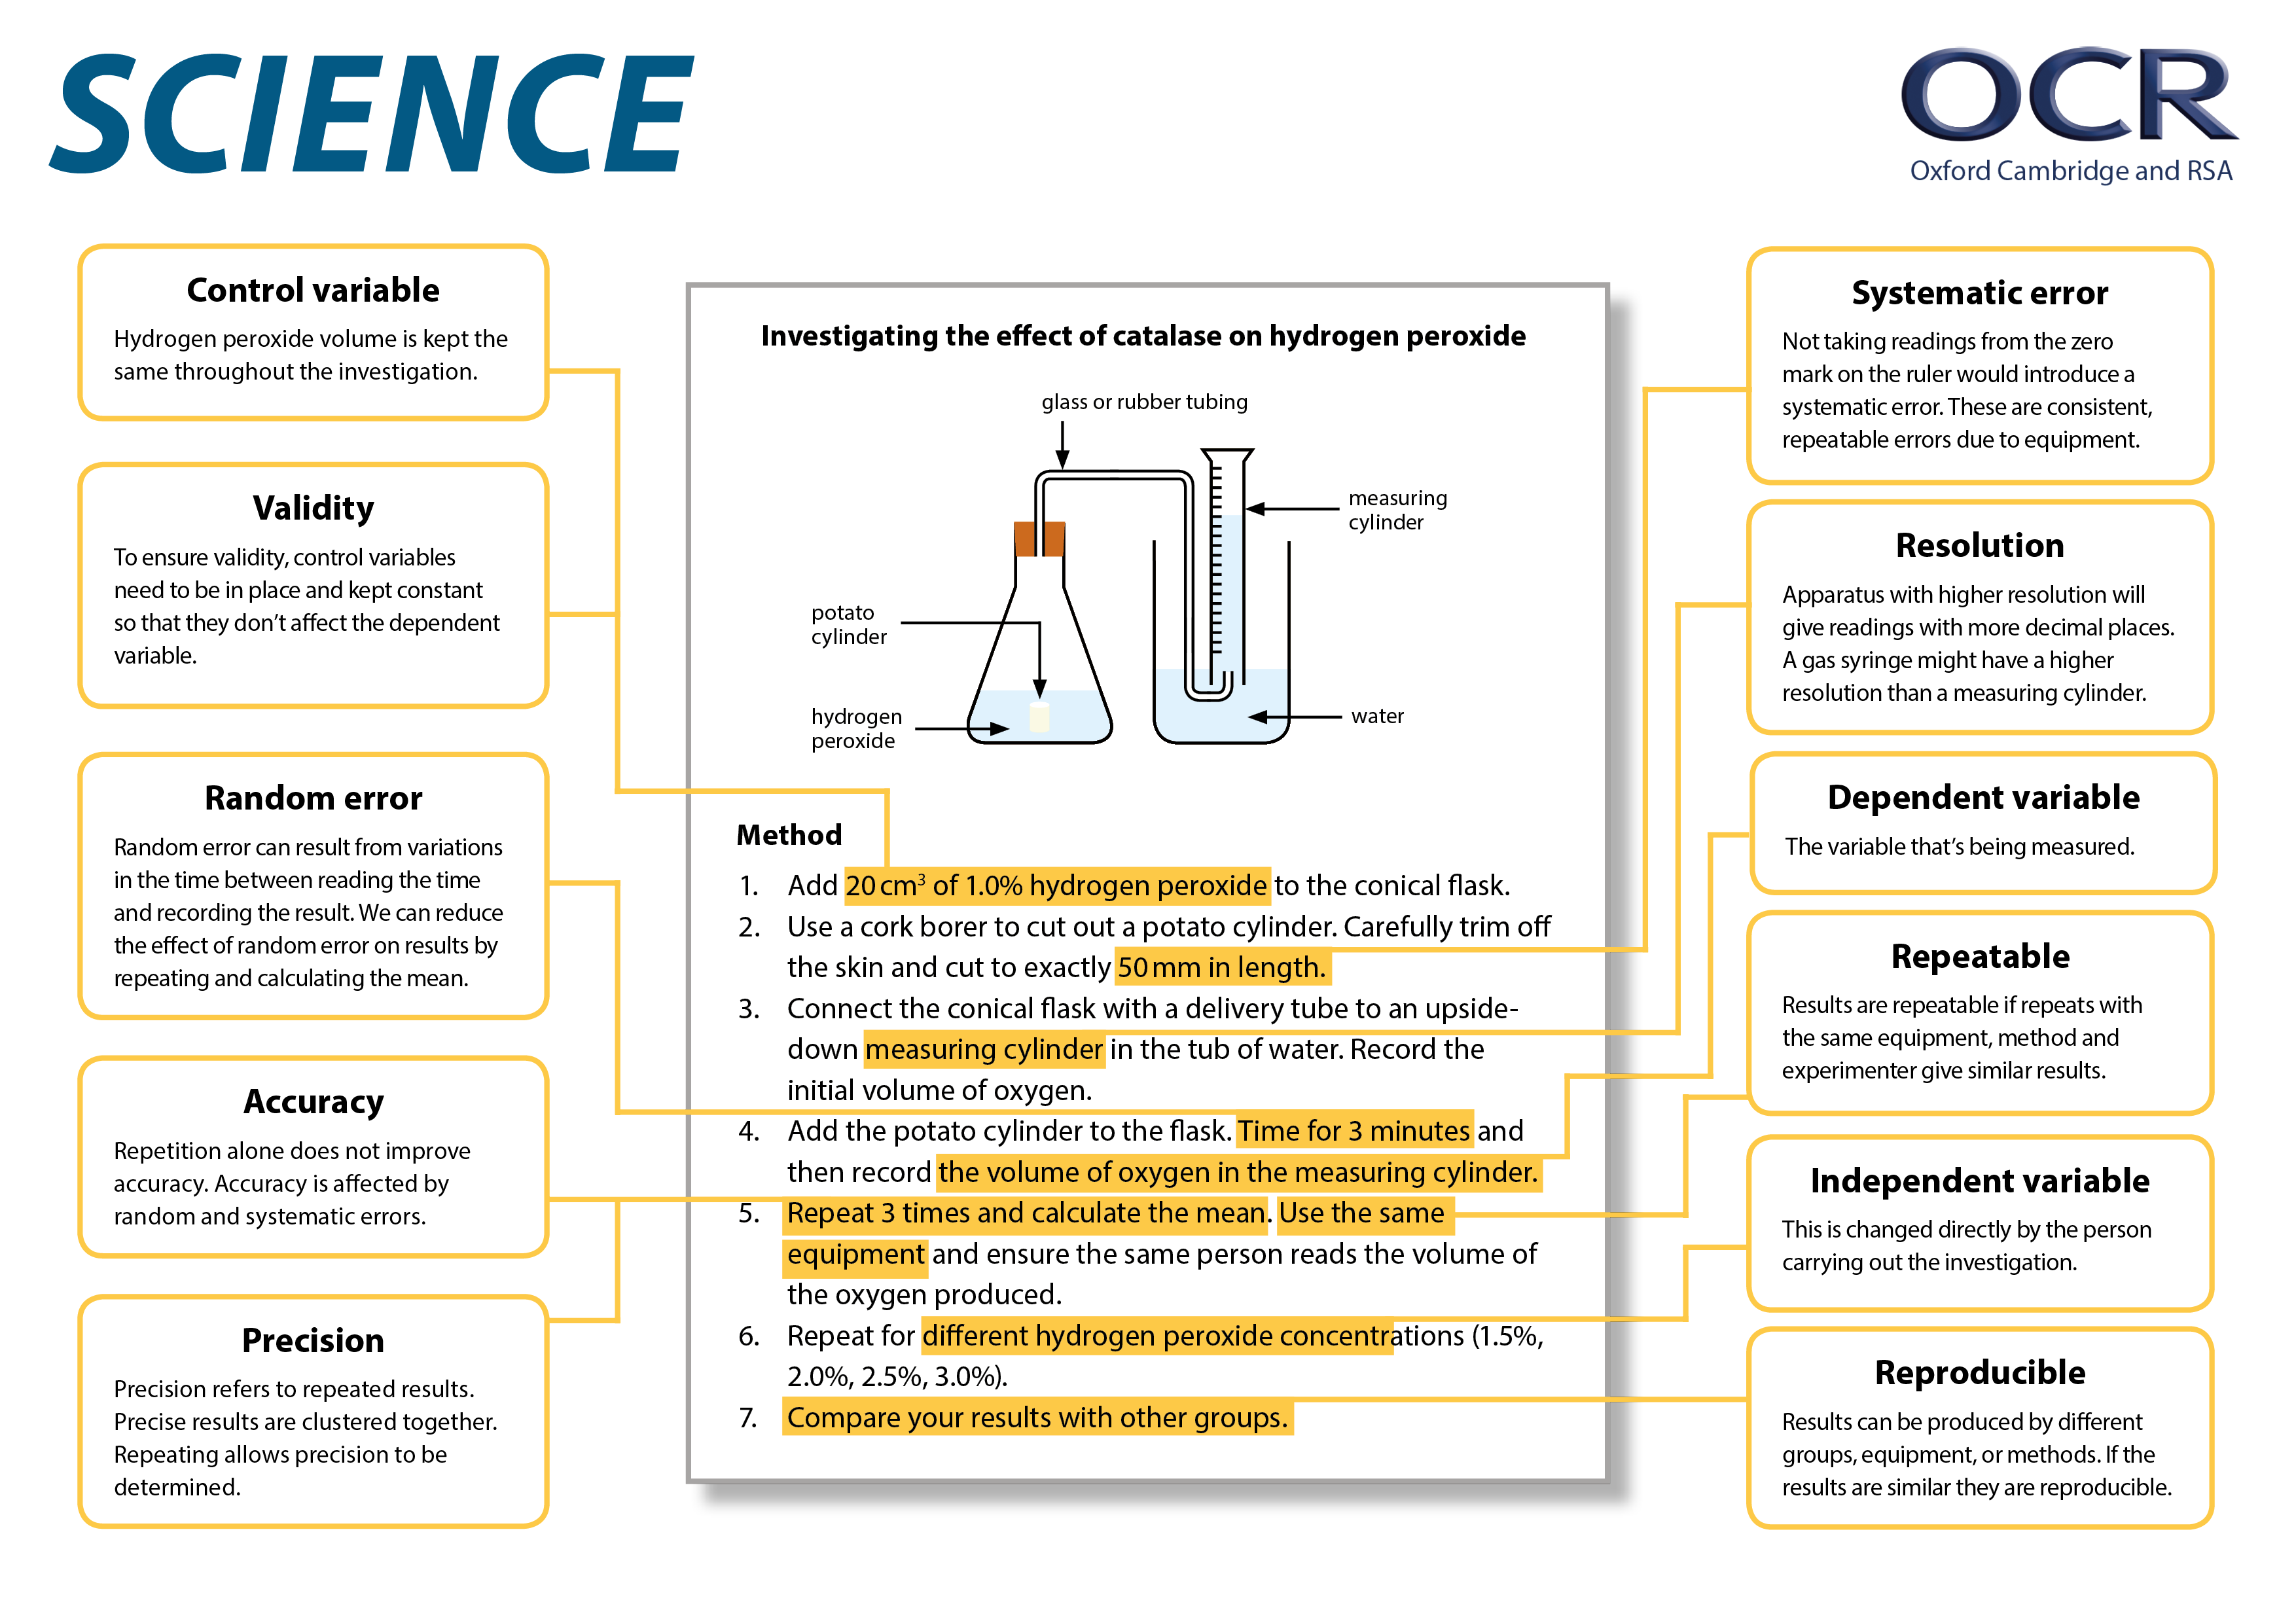 SCIENCE
OCR
Oxford Cambridge and RSA
Control variable
Hydrogen peroxide volume is kept the
same throughout the investigation.
Validity
To ensure validity, control variables
need to be in place and kept constant
so that they don’t affect the dependent
variable.
Random error
Random error can result from variations
in the time between reading the time
and recording the result. We can reduce
the effect of random error on results by
repeating and calculating the mean.
Accuracy
Repetition alone does not improve
accuracy. Accuracy is affected by
random and systematic errors.
Precision
Precision refers to repeated results.
Precise results are clustered together.
Repeating allows precision to be
determined.
Investigating the effect of catalase on hydrogen peroxide
glass or rubber tubing
measuring
cylinder
potato
cylinder
hydrogen
peroxide
water
Method
1. Add 20 cm³ of 1.0% hydrogen peroxide to the conical flask.
2. Use a cork borer to cut out a potato cylinder. Carefully trim off
the skin and cut to exactly 50 mm in length.
3. Connect the conical flask with a delivery tube to an upside-
down measuring cylinder in the tub of water. Record the
initial volume of oxygen.
4. Add the potato cylinder to the flask. Time for 3 minutes and
then record the volume of oxygen in the measuring cylinder.
5. Repeat 3 times and calculate the mean. Use the same
equipment and ensure the same person reads the volume of
the oxygen produced.
6. Repeat for different hydrogen peroxide concentrations (1.5%,
2.0%, 2.5%, 3.0%).
7. Compare your results with other groups.
Systematic error
Not taking readings from the zero
mark on the ruler would introduce a
systematic error. These are consistent,
repeatable errors due to equipment.
Resolution
Apparatus with higher resolution will
give readings with more decimal places.
A gas syringe might have a higher
resolution than a measuring cylinder.
Dependent variable
The variable that’s being measured.
Repeatable
Results are repeatable if repeats with
the same equipment, method and
experimenter give similar results.
Independent variable
This is changed directly by the person
carrying out the investigation.
Reproducible
Results can be produced by different
groups, equipment, or methods. If the
results are similar they are reproducible.